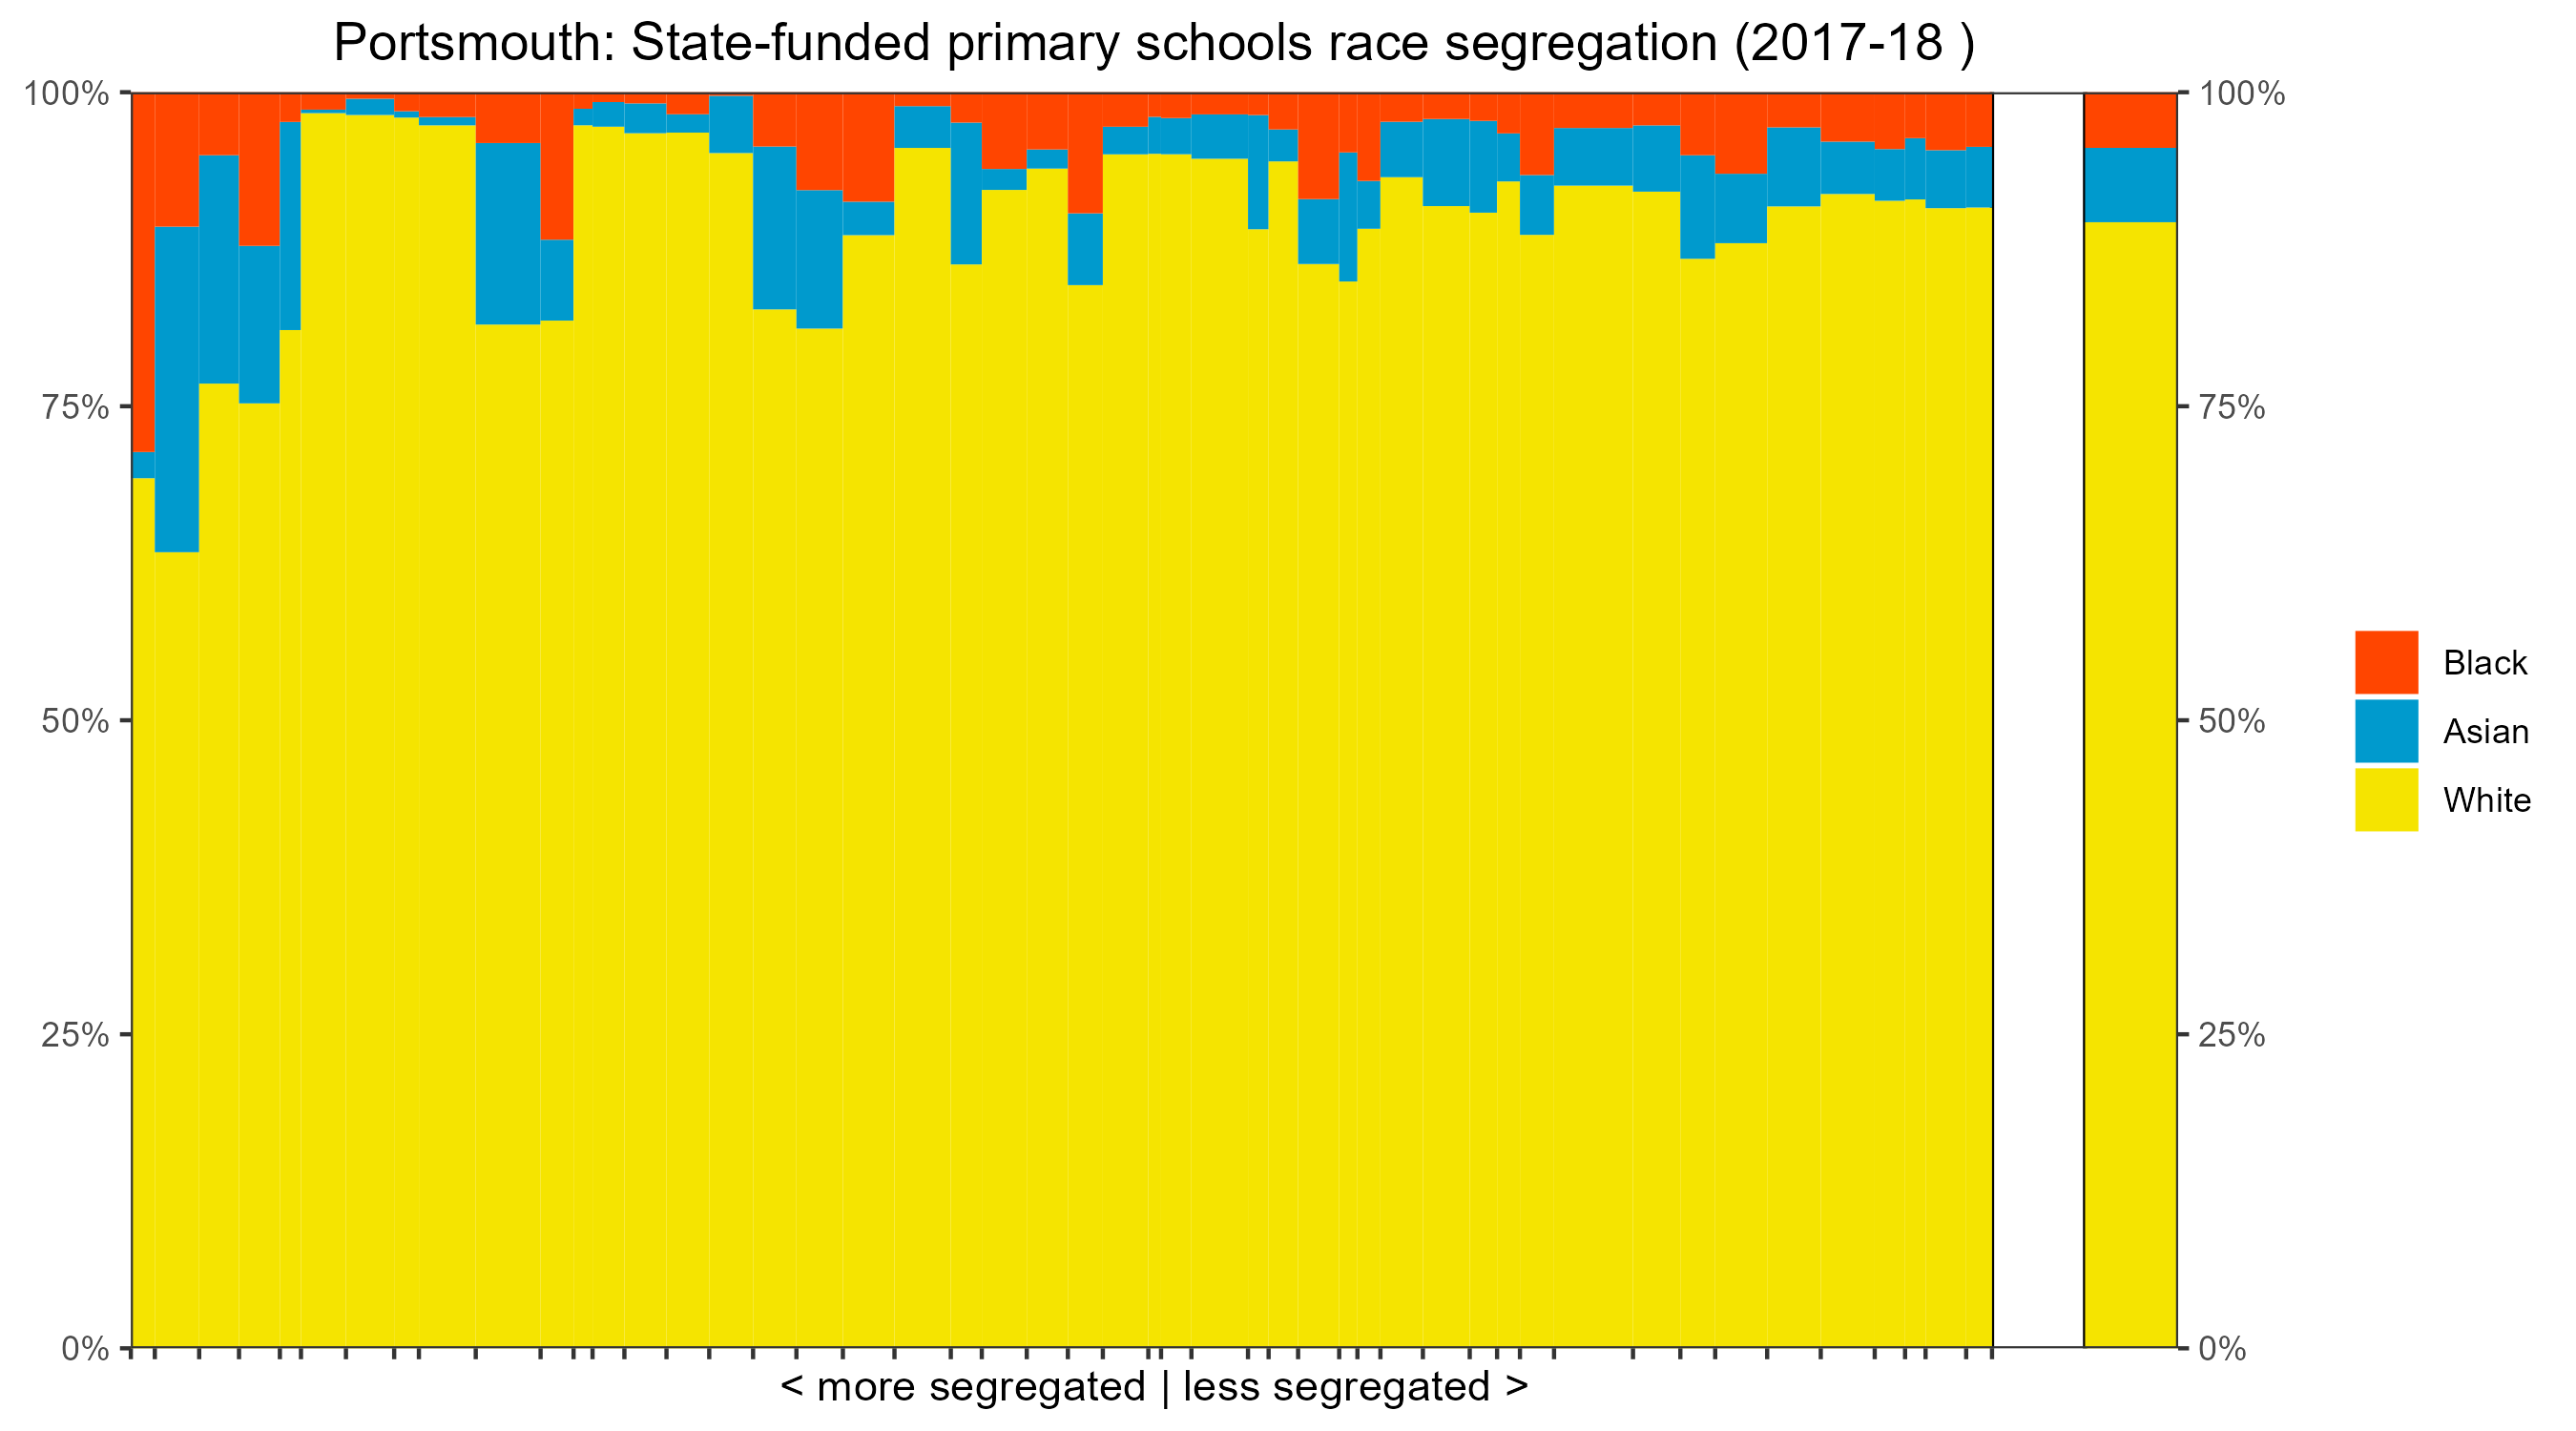 Portsmouth: State-funded primary schools race segregation (2017-18 )
100%
75%
50%
25%
0%
100%
75%
50%
25%
0%
Black
Asian
White
< more segregated | less segregated >